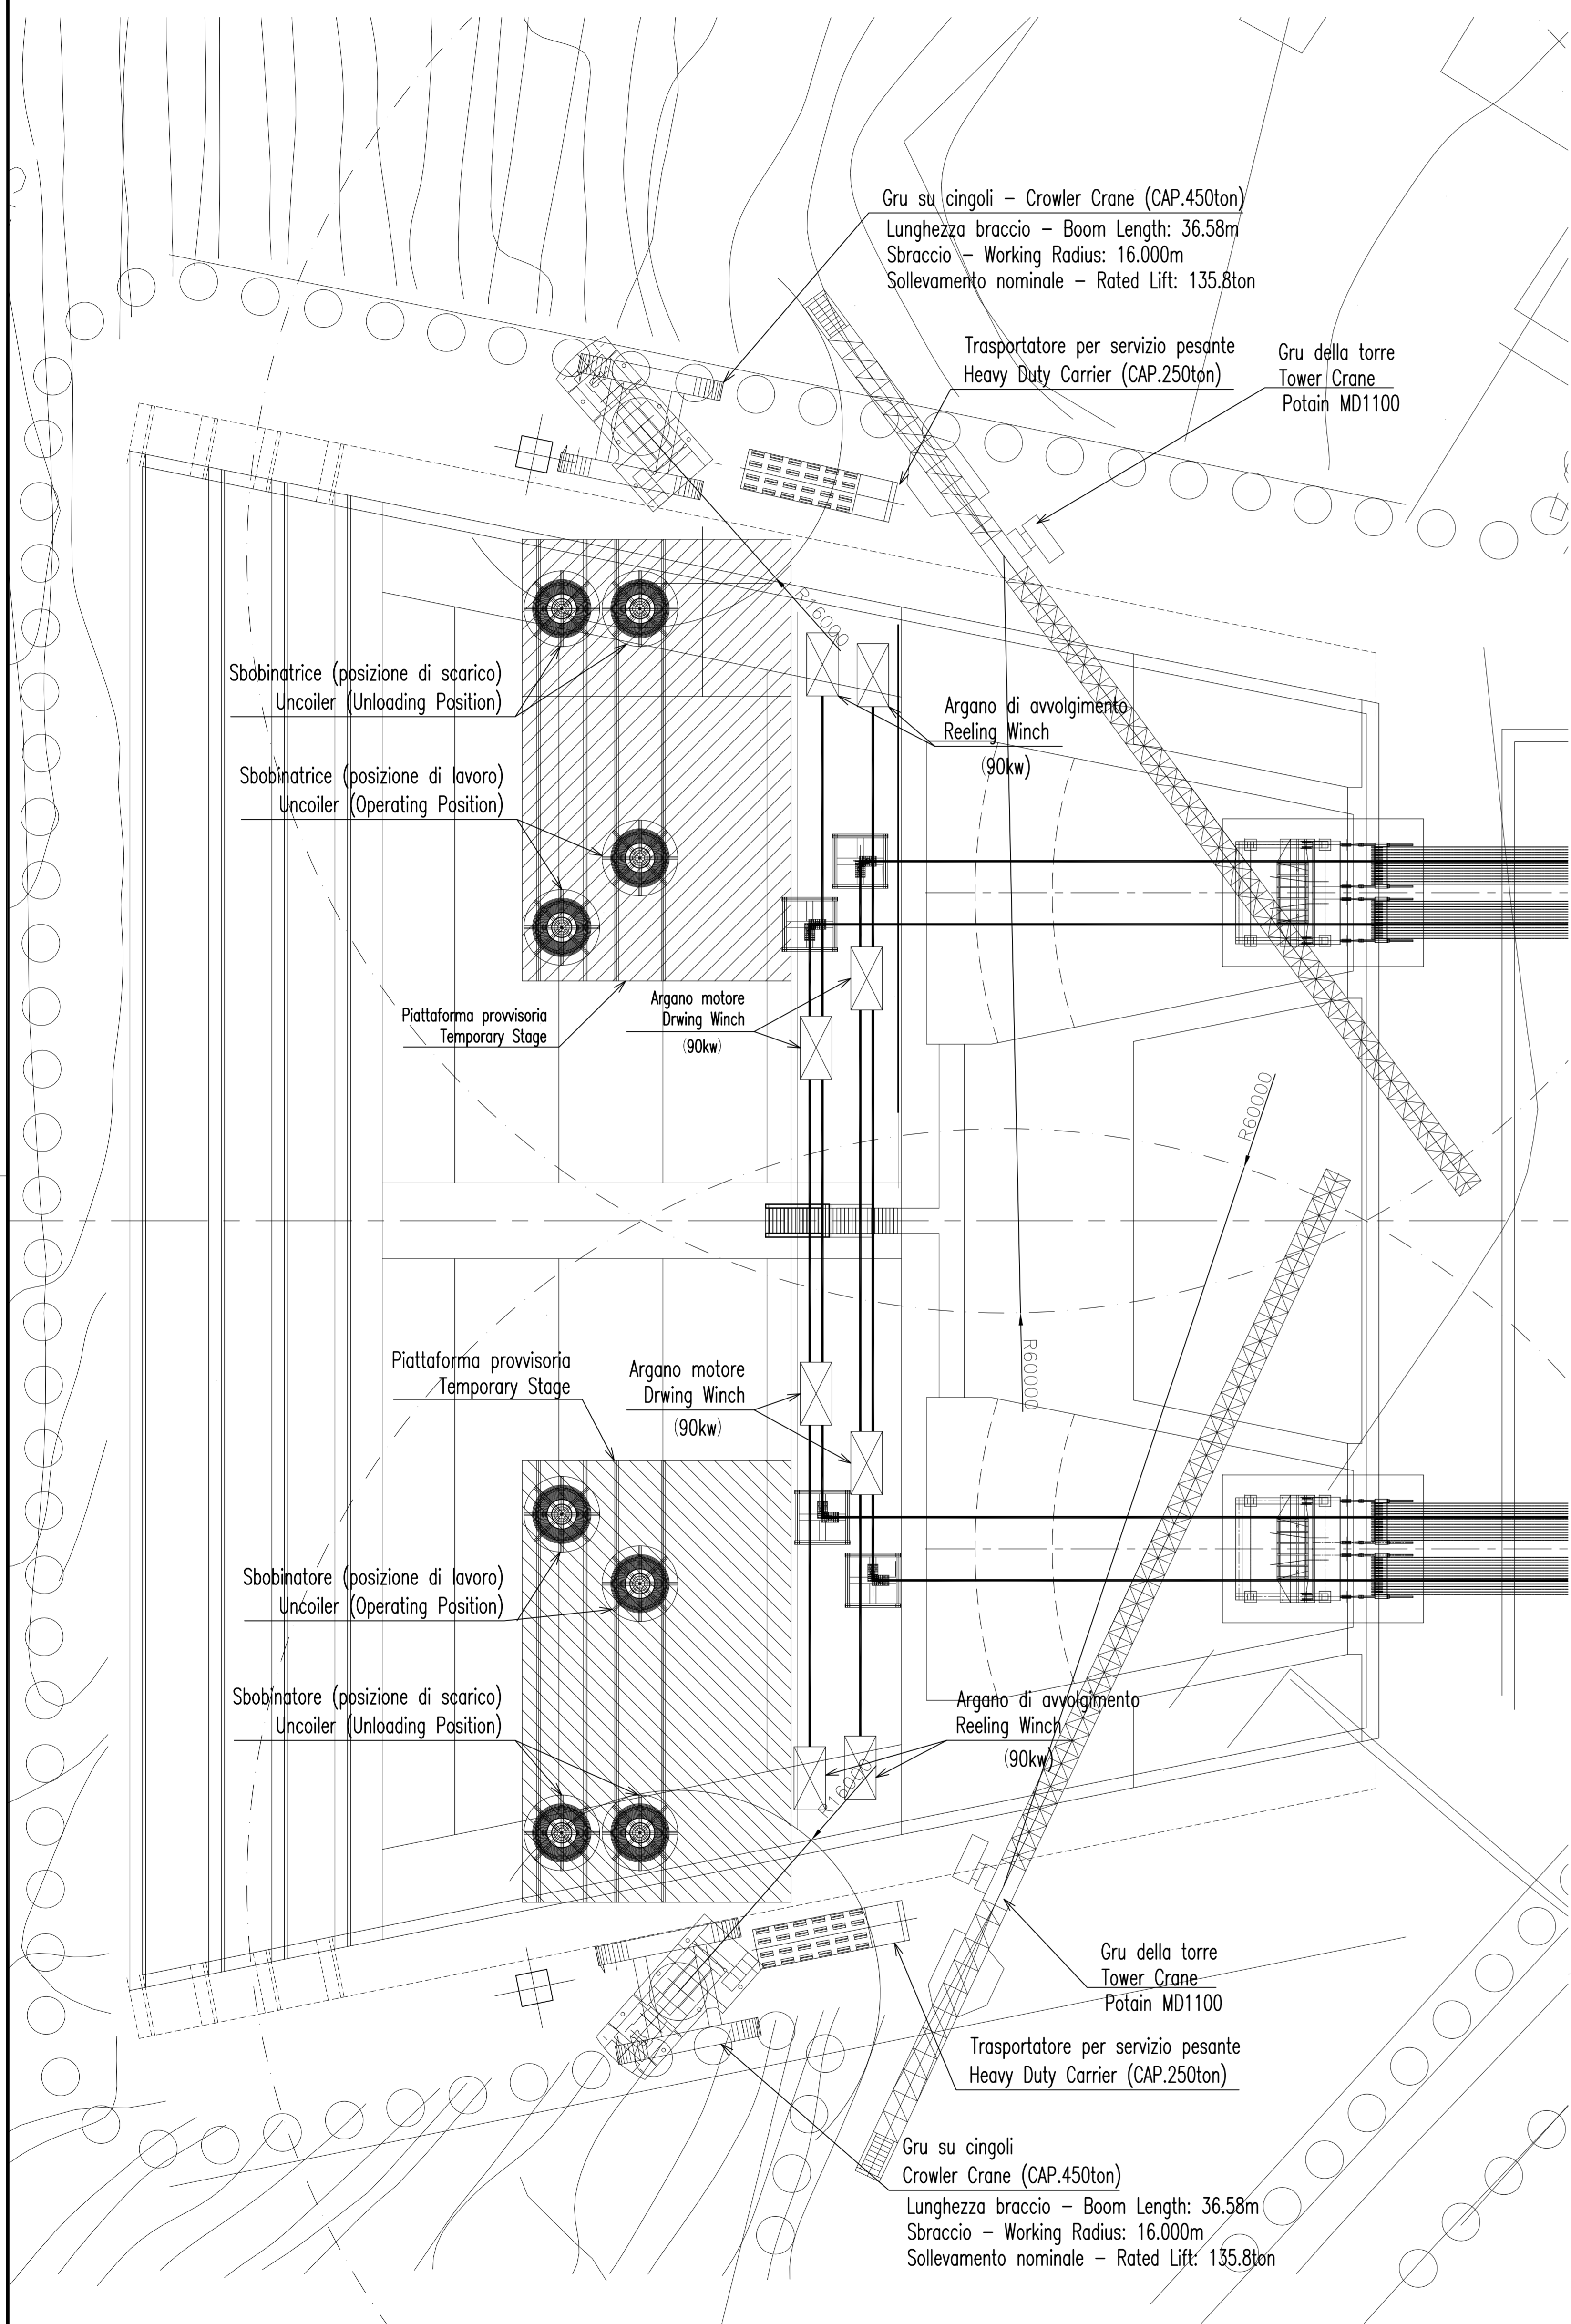 Gru su cingoli – Crowler Crane (CAP.450ton)
Lunghezza braccio – Boom Length: 36.58m
Sbraccio – Working Radius: 16.000m
Sollevamento nominale – Rated Lift: 135.8ton
Trasportatore per servizio pesante
Heavy Duty Carrier (CAP.250ton)
Gru della torre
Tower Crane
Potain MD1100
R16000
Sbobinatrice (posizione di scarico)
Uncoiler (Unloading Position)
Argano di avvolgimento
Reeling Winch
(90kw)
Sbobinatrice (posizione di lavoro)
Uncoiler (Operating Position)
Piattaforma provvisoria
Temporary Stage
Argano motore
Drwing Winch
(90kw)
R60000
R60000
Piattaforma provvisoria
Temporary Stage
Argano motore
Drwing Winch
(90kw)
Sbobinatore (posizione di lavoro)
Uncoiler (Operating Position)
Sbobinatore (posizione di scarico)
Uncoiler (Unloading Position)
Argano di avvolgimento
Reeling Winch
(90kw)
R16000
Gru della torre
Tower Crane
Potain MD1100
Trasportatore per servizio pesante
Heavy Duty Carrier (CAP.250ton)
Gru su cingoli
Crowler Crane (CAP.450ton)
Lunghezza braccio – Boom Length: 36.58m
Sbraccio – Working Radius: 16.000m
Sollevamento nominale – Rated Lift: 135.8ton